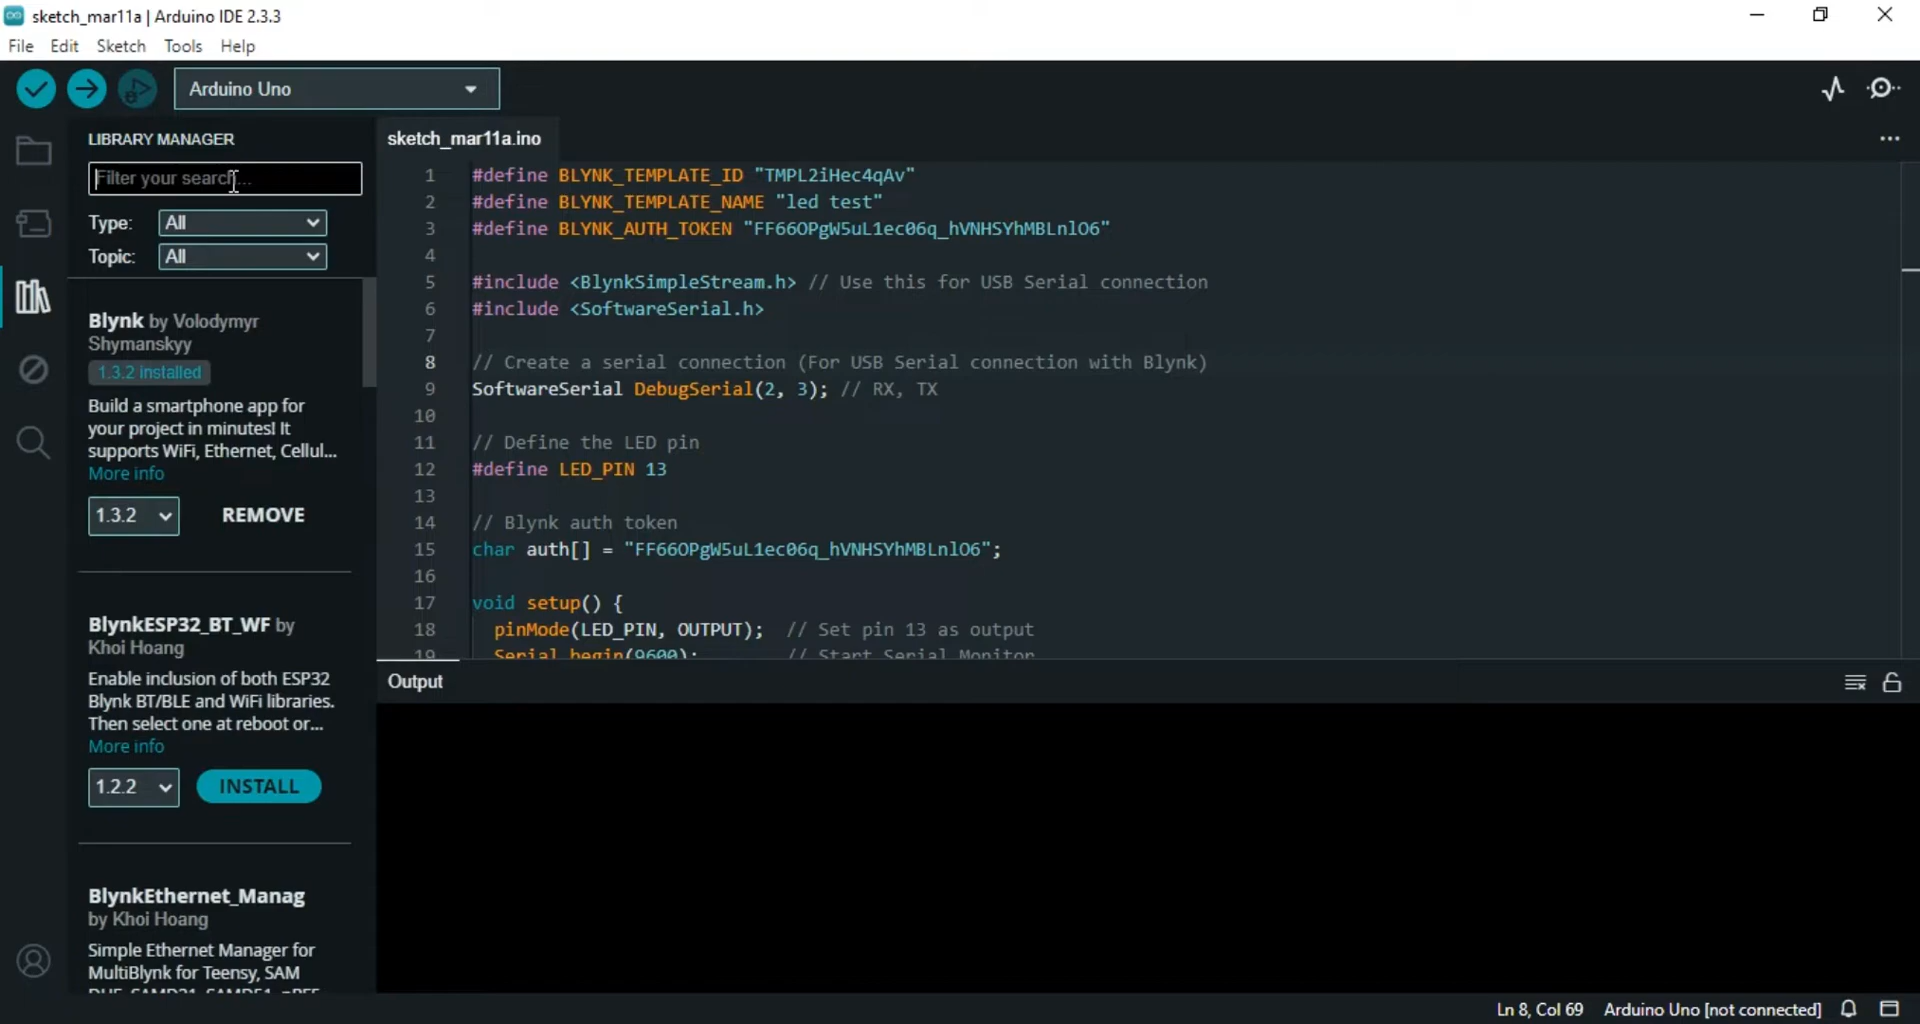 sketch_mar11a | Arduino IDE 2.3.3
File Edit Sketch Tools Help
Arduino Uno
LIBRARY MANAGER
Filter your search...
Type: All
Topic: All
Blynk by Volodymyr
Shymanskyy
1.3.2 installed
Build a smartphone app for
your project in minutes! It
supports WiFi, Ethernet, Cellul...
More info
1.3.2 REMOVE
BlynkESP32_BT_WF by
Khoi Hoang
Enable inclusion of both ESP32
Blynk BT/BLE and WiFi libraries.
Then select one at reboot or...
More info
1.2.2 INSTALL
BlynkEthernet_Manag
by Khoi Hoang
Simple Ethernet Manager for
MultiBlynk for Teensy, SAM
sketch_mar11a.ino
1 #define BLYNK_TEMPLATE_ID "TMPL2iHec4qAv"
2 #define BLYNK_TEMPLATE_NAME "led test"
3 #define BLYNK_AUTH_TOKEN "FF66OPgW5uL1ec06q_hVNHSYhMBLnlO6"
4
5 #include <BlynkSimpleStream.h> // Use this for USB Serial connection
6 #include <SoftwareSerial.h>
7
8 // Create a serial connection (For USB Serial connection with Blynk)
9 SoftwareSerial DebugSerial(2, 3); // RX, TX
10
11 // Define the LED pin
12 #define LED_PIN 13
13
14 // Blynk auth token
15 char auth[] = "FF66OPgW5uL1ec06q_hVNHSYhMBLnlO6";
16
17 void setup() {
18 pinMode(LED_PIN, OUTPUT); // Set pin 13 as output
19 Serial.begin(9600); // Start Serial Monitor
Output
Ln 8, Col 69 Arduino Uno [not connected]